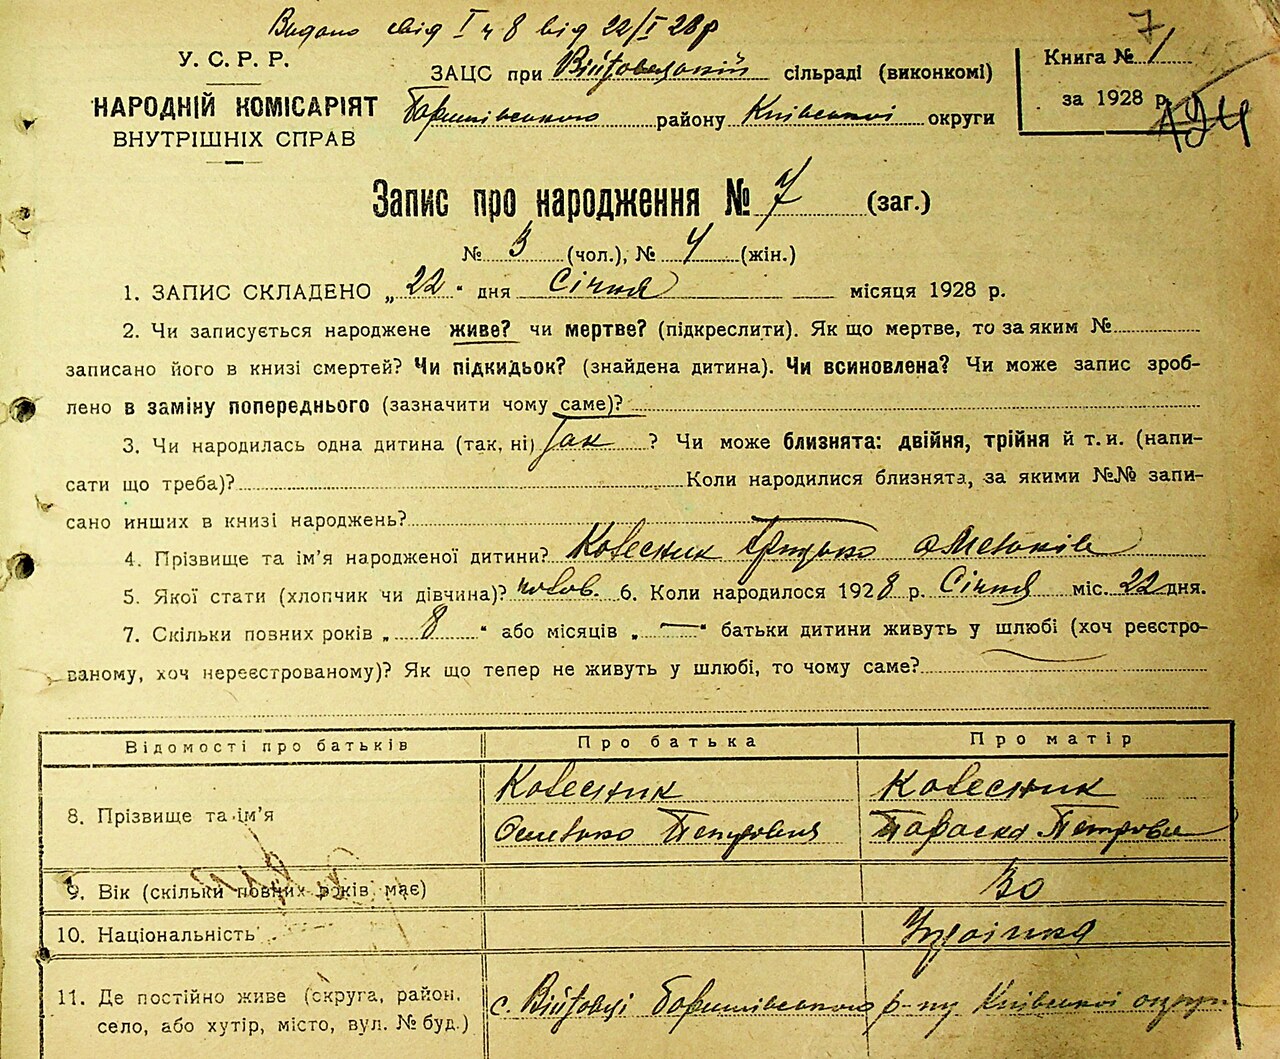 Видано свід І ч 8 від 22/І 28 р
7
У. С. Р. Р.
НАРОДНІЙ КОМІСАРІЯТ
ВНУТРІШНІХ СПРАВ
ЗАЦС при Війтовецькій сільраді (виконкомі)
Баришівського району Київської округи
Книга № 1
за 1928 р.
Запис про народження № 7 (заг.)
№ 3 (чол.), № 4 (жін.)
1. ЗАПИС СКЛАДЕНО „22“ дня Січня місяця 1928 р.
2. Чи записується народжене живе? чи мертве? (підкреслити). Як що мертве, то за яким №
записано його в книзі смертей? Чи підкидьок? (знайдена дитина). Чи всиновлена? Чи може запис зроб-
лено в заміну попереднього (зазначити чому саме)?
3. Чи народилась одна дитина (так, ні) Так ? Чи може близнята: двійня, трійня й т. и. (напи-
сати що треба)? Коли народилися близнята, за якими №№ запи-
сано инших в книзі народжень?
4. Прізвище та ім’я народженої дитини? Колесник Грицько
5. Якої стати (хлопчик чи дівчина)? чолов. 6. Коли народилося 1928 р. Січня міс. 22 дня.
7. Скільки повних років „8“ або місяців „—“ батьки дитини живуть у шлюбі (хоч реєстро-
ваному, хоч нереєстрованому)? Як що тепер не живуть у шлюбі, то чому саме?
Відомості про батьків Про батька Про матір
8. Прізвище та ім’я
Колесник Колесник
Омелько Петрович Параска Петровна
9. Вік (скільки повних років має) 30
10. Національність Українка
11. Де постійно живе (округа, район,
село, або хутір, місто, вул. № буд.)
с. Війтовці Баришівського р-ну Київської округи